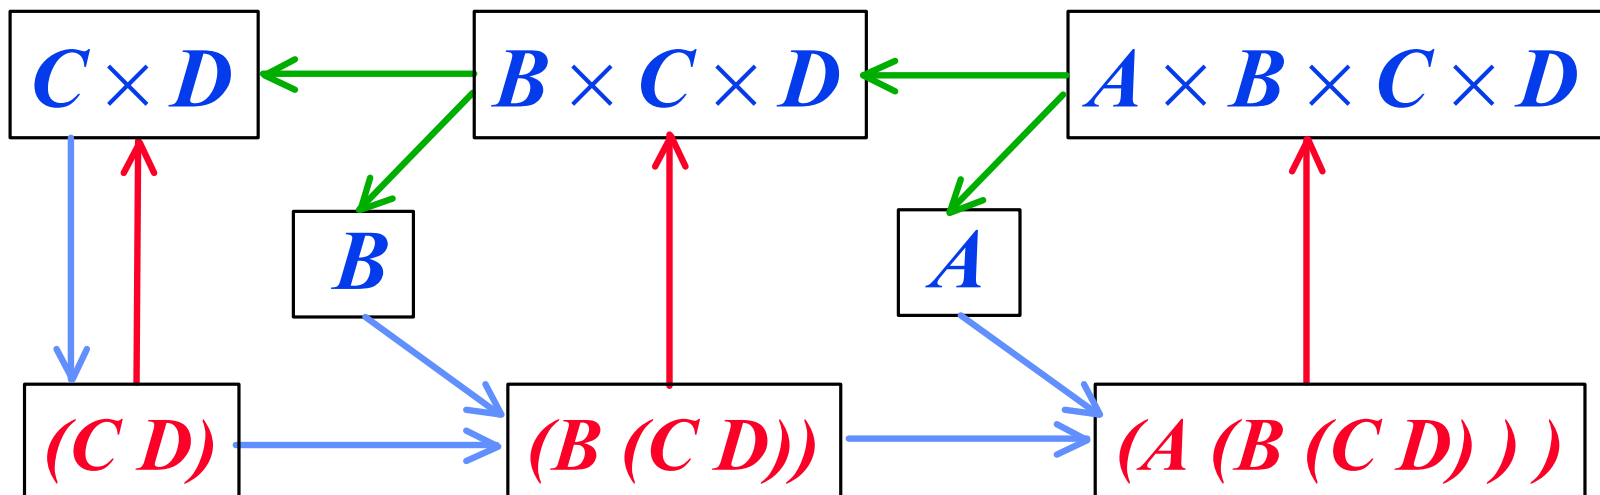 C × D
B × C × D
A × B × C × D
B
A
(C D)
(B (C D))
(A (B (C D) ) )